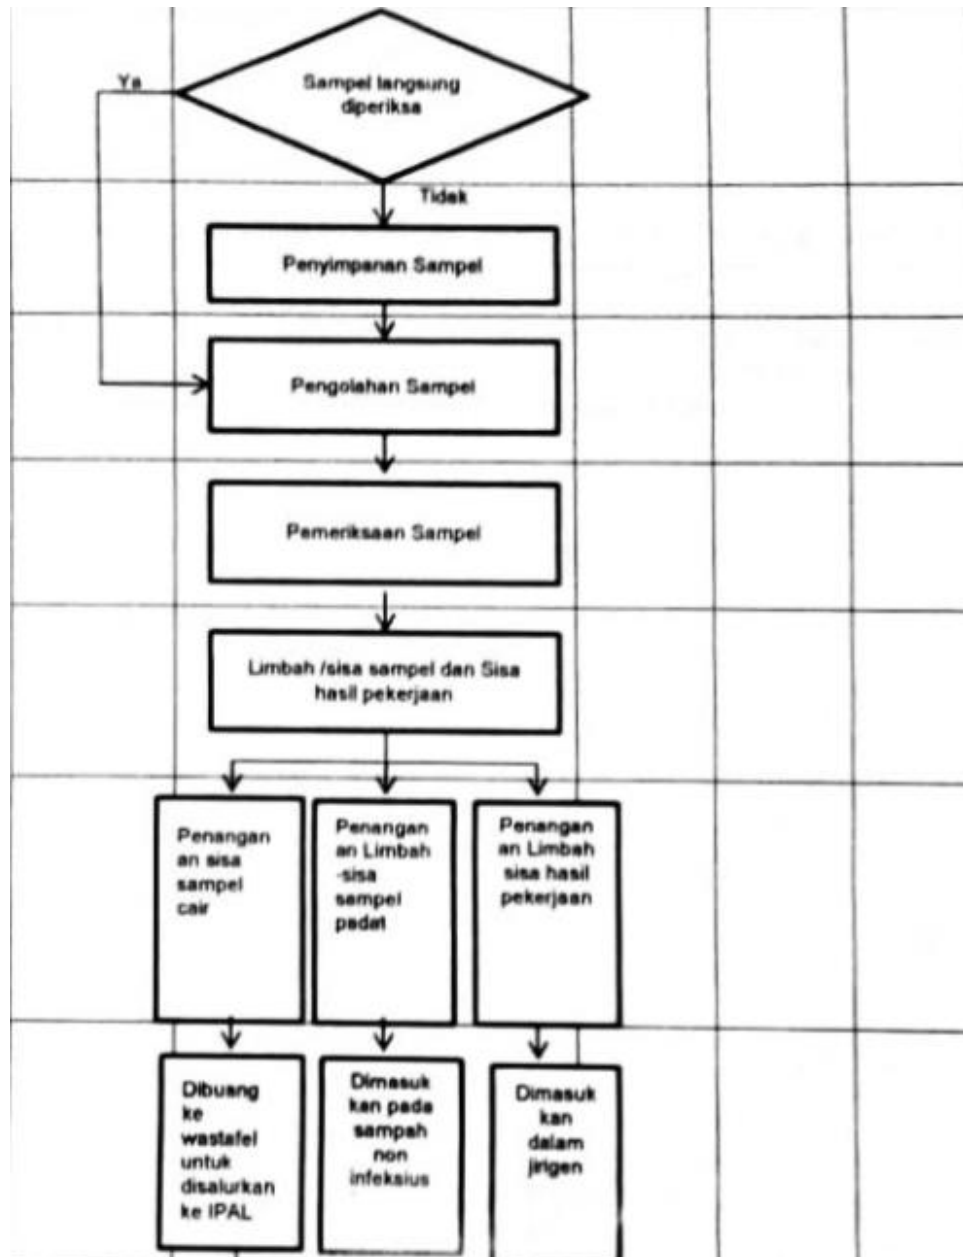 Sampel langsung
diperiksa
Ya
Tidak
Penyimpanan Sampel
Pengolahan Sampel
Pemeriksaan Sampel
Limbah /sisa sampel dan Sisa
hasil pekerjaan
Penangan
an sisa
sampel
cair
Penangan
an Limbah
-sisa
sampel
padat
Penangan
an Limbah
sisa hasil
pekerjaan
Dibuang
ke
wastafel
untuk
disalurkan
ke IPAL
Dimasuk
kan pada
sampah
non
infeksius
Dimasuk
kan
dalam
jirigen